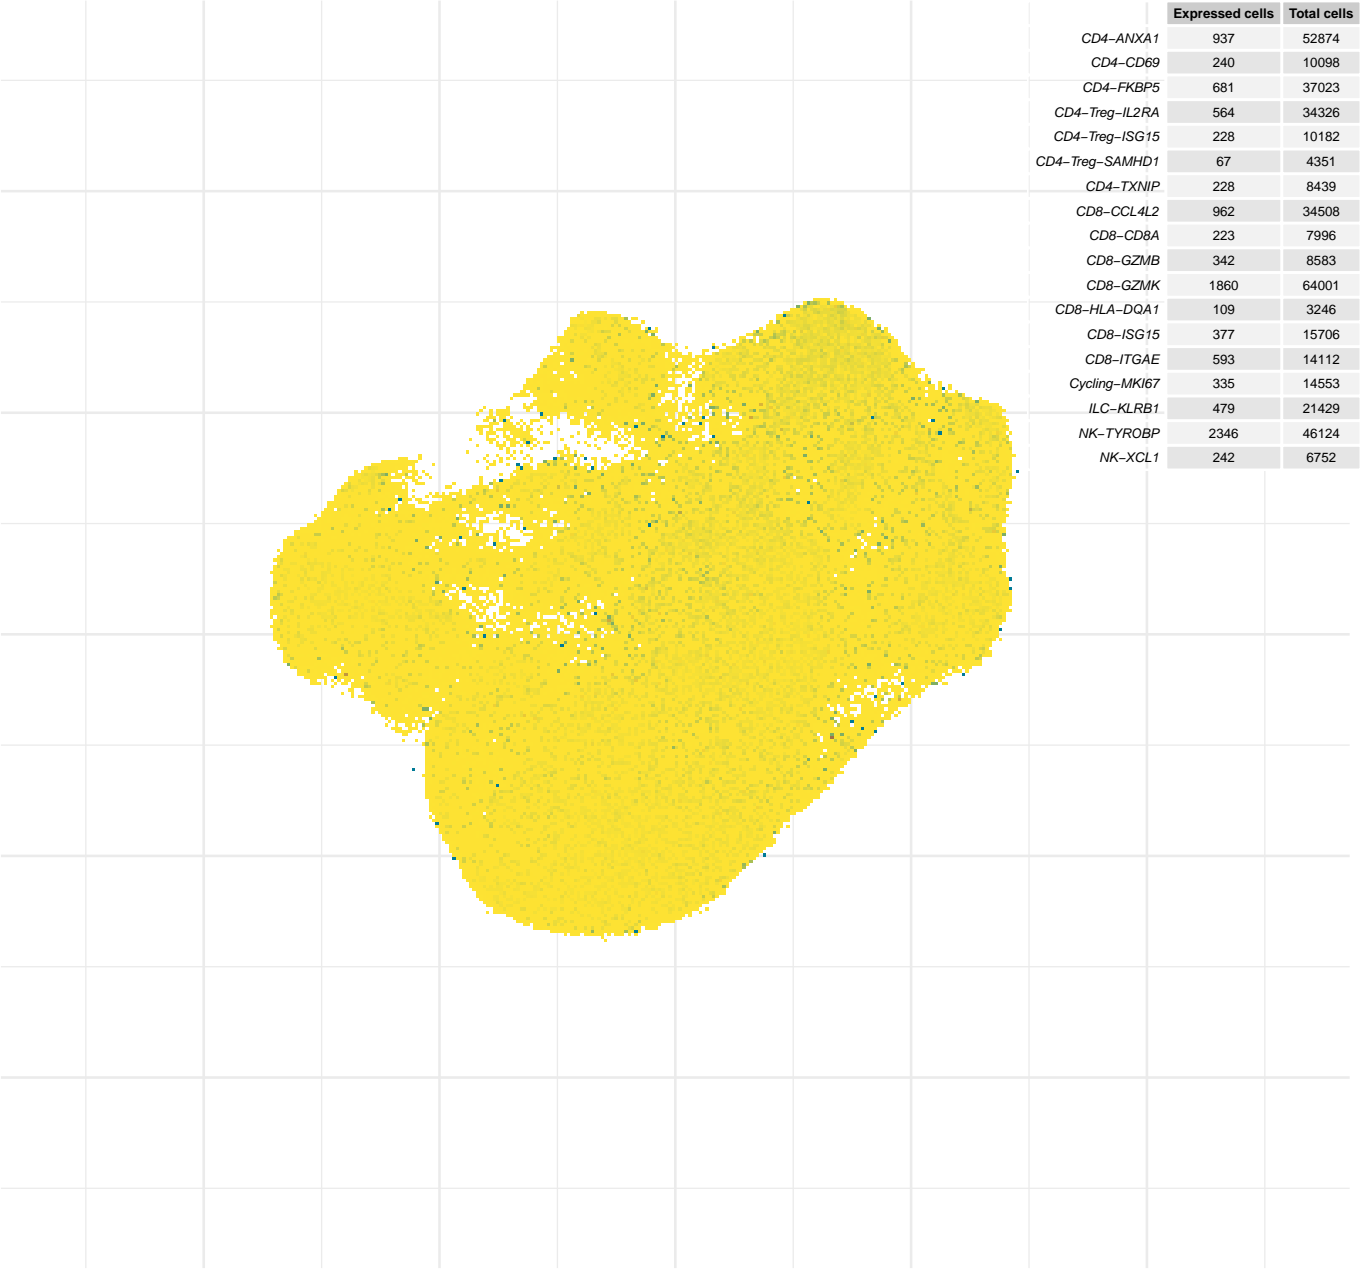 Expressed cells Total cells
CD4−ANXA1 937 52874
CD4−CD69 240 10098
CD4−FKBP5 681 37023
CD4−Treg−IL2RA 564 34326
CD4−Treg−ISG15 228 10182
CD4−Treg−SAMHD1 67 4351
CD4−TXNIP 228 8439
CD8−CCL4L2 962 34508
CD8−CD8A 223 7996
CD8−GZMB 342 8583
CD8−GZMK 1860 64001
CD8−HLA−DQA1 109 3246
CD8−ISG15 377 15706
CD8−ITGAE 593 14112
Cycling−MKI67 335 14553
ILC−KLRB1 479 21429
NK−TYROBP 2346 46124
NK−XCL1 242 6752